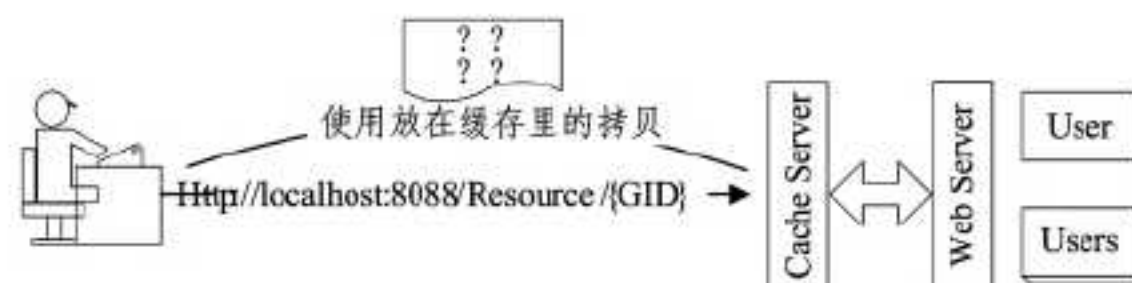 ? ?
? ?
使用放在缓存里的拷贝
Http//localhost:8088/Resource/{GID}
Cache Server
Web Server
User
Users